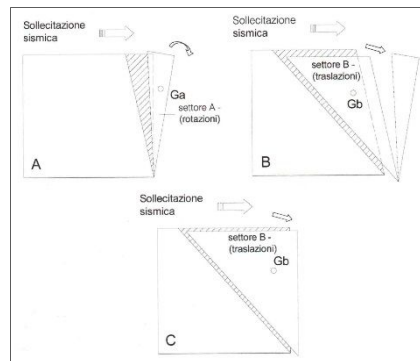 Sollecitazione
sismica
Ga
settore A -
(rotazioni)
A
Sollecitazione
sismica
settore B -
(traslazioni)
Gb
B
Sollecitazione
sismica
settore B -
(traslazioni)
Gb
C